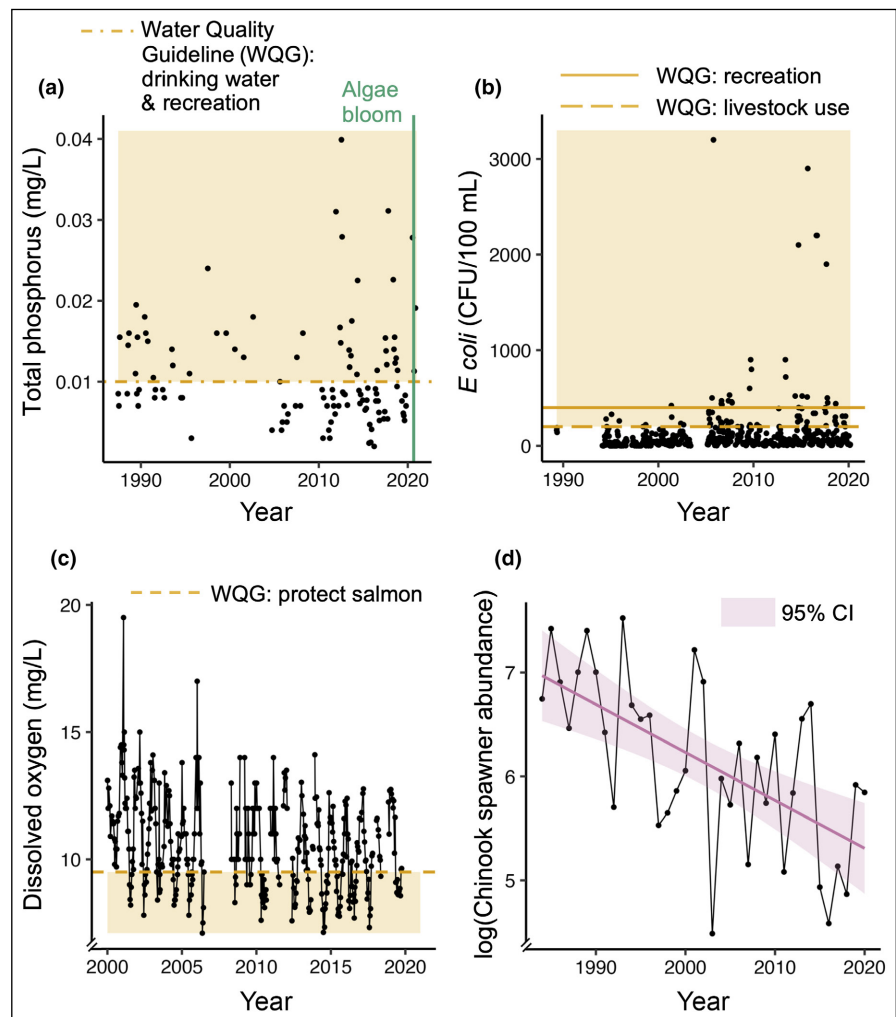 Water Quality
Guideline (WQG):
drinking water
& recreation
(a)
Algae
bloom
Total phosphorus (mg/L)
0.04
0.03
0.02
0.01
1990 2000 2010 2020
Year
WQG: recreation
(b)
WQG: livestock use
E coli (CFU/100 mL)
3000
2000
1000
0
1990 2000 2010 2020
Year
(c)
WQG: protect salmon
Dissolved oxygen (mg/L)
20
15
10
2000 2005 2010 2015 2020
Year
(d)
95% CI
log(Chinook spawner abundance)
7
6
5
1990 2000 2010 2020
Year